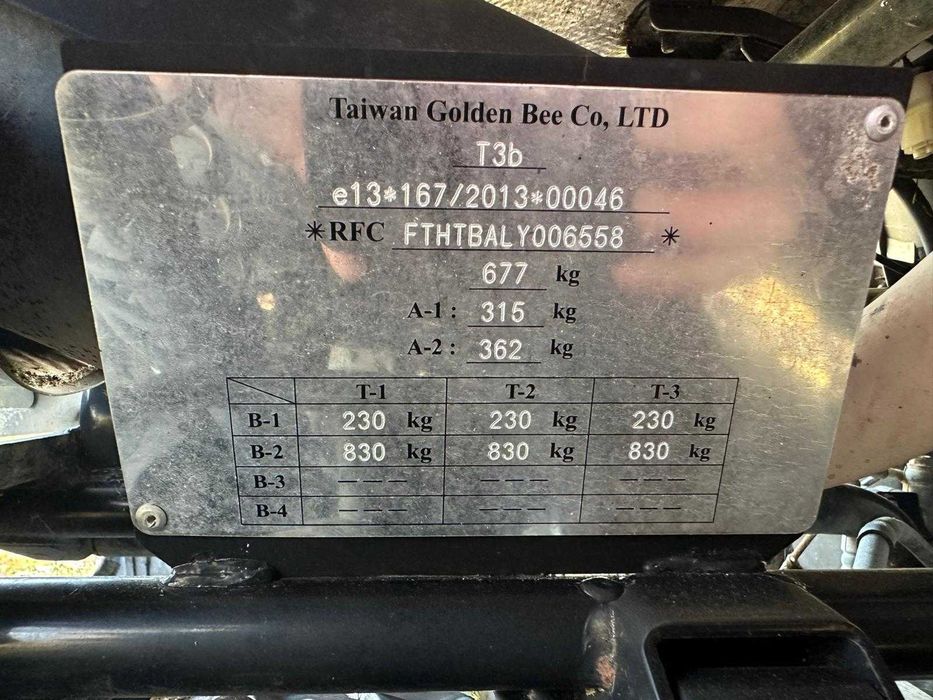 Taiwan Golden Bee Co, LTD
T3b
e13*167/2013*00046
*RFC FTHTBALY006558 *
677 kg
A-1 : 315 kg
A-2 : 362 kg
T-1 T-2 T-3
B-1 230 kg 230 kg 230 kg
B-2 830 kg 830 kg 830 kg
B-3 --- --- ---
B-4 --- --- ---